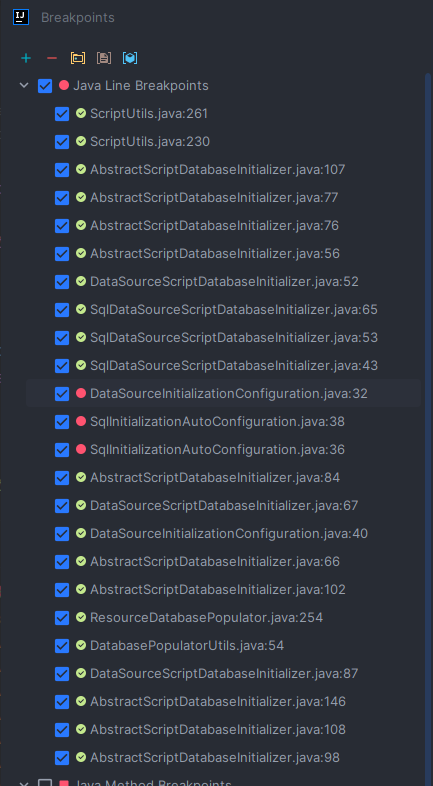 IJ
Breakpoints
Java Line Breakpoints
ScriptUtils.java:261
ScriptUtils.java:230
AbstractScriptDatabaseInitializer.java:107
AbstractScriptDatabaseInitializer.java:77
AbstractScriptDatabaseInitializer.java:76
AbstractScriptDatabaseInitializer.java:56
DataSourceScriptDatabaseInitializer.java:52
SqlDataSourceScriptDatabaseInitializer.java:65
SqlDataSourceScriptDatabaseInitializer.java:53
SqlDataSourceScriptDatabaseInitializer.java:43
DataSourceInitializationConfiguration.java:32
SqlInitializationAutoConfiguration.java:38
SqlInitializationAutoConfiguration.java:36
AbstractScriptDatabaseInitializer.java:84
DataSourceScriptDatabaseInitializer.java:67
DataSourceInitializationConfiguration.java:40
AbstractScriptDatabaseInitializer.java:66
AbstractScriptDatabaseInitializer.java:102
ResourceDatabasePopulator.java:254
DatabasePopulatorUtils.java:54
DataSourceScriptDatabaseInitializer.java:87
AbstractScriptDatabaseInitializer.java:146
AbstractScriptDatabaseInitializer.java:108
AbstractScriptDatabaseInitializer.java:98
Java Method Breakpoints